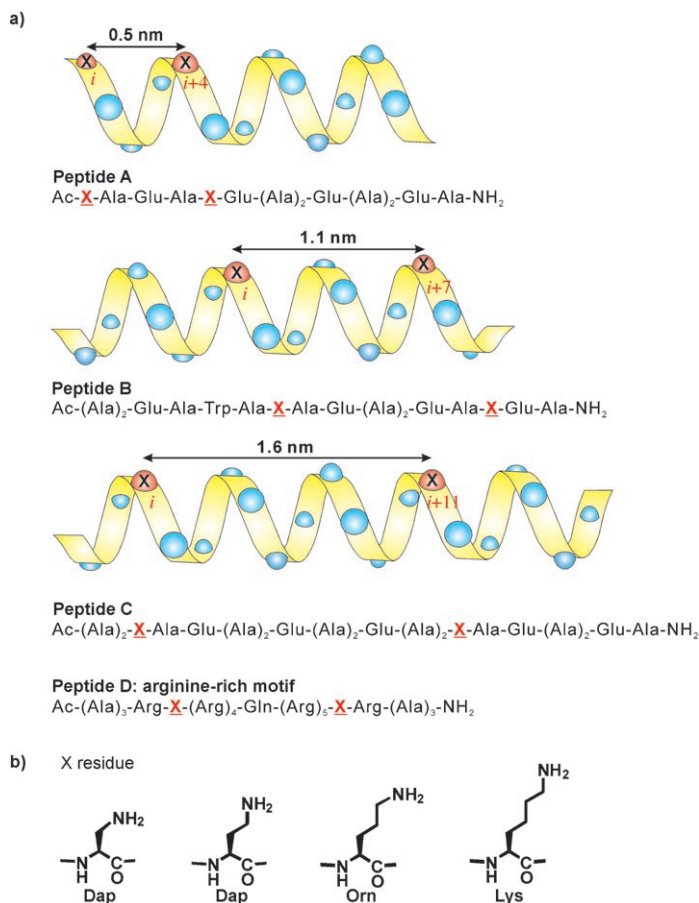 a)
0.5 nm
X
i
X
i+4
Peptide A
Ac-X-Ala-Glu-Ala-X-Glu-(Ala)2-Glu-(Ala)2-Glu-Ala-NH2
1.1 nm
X
i
X
i+7
Peptide B
Ac-(Ala)2-Glu-Ala-Trp-Ala-X-Ala-Glu-(Ala)2-Glu-Ala-X-Glu-Ala-NH2
1.6 nm
X
i
X
i+11
Peptide C
Ac-(Ala)2-X-Ala-Glu-(Ala)2-Glu-(Ala)2-Glu-(Ala)2-X-Ala-Glu-(Ala)2-Glu-Ala-NH2
Peptide D: arginine-rich motif
Ac-(Ala)3-Arg-X-(Arg)4-Gln-(Arg)5-X-Arg-(Ala)3-NH2
b) X residue
NH2
N
H
O
Dap
NH2
N
H
O
Dap
NH2
N
H
O
Orn
NH2
N
H
O
Lys